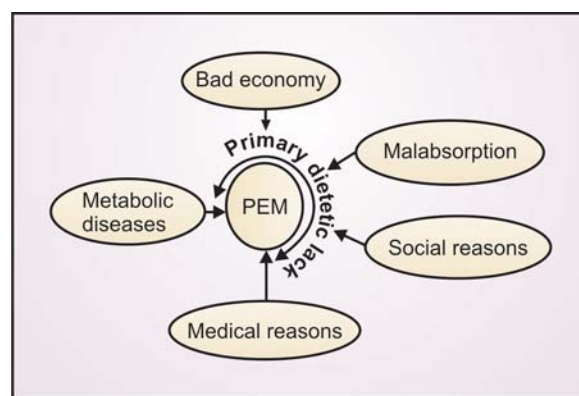 Bad economy
Primary dietetic lack
Malabsorption
Metabolic
diseases
PEM
Social reasons
Medical reasons